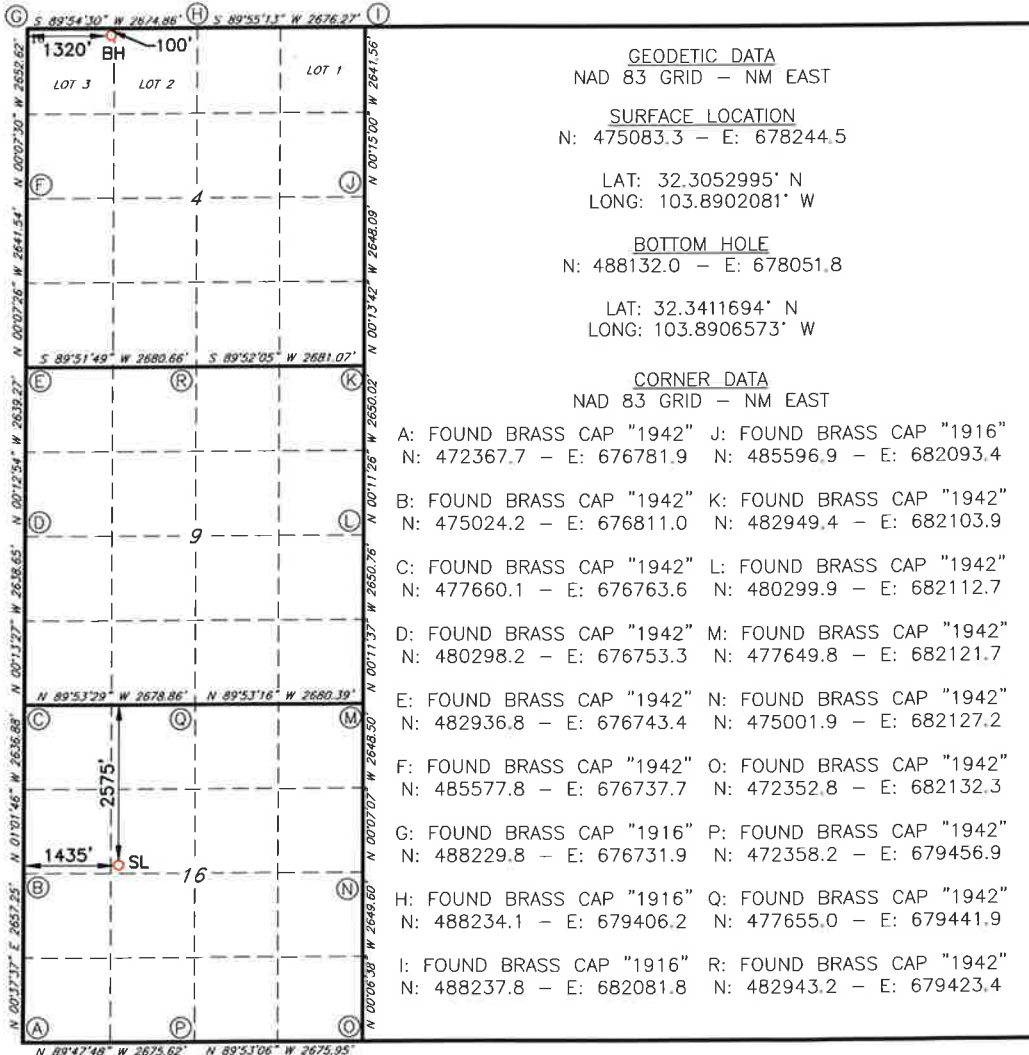 G S 89°54'30" W 2674.86' H S 89°55'13" W 2676.27' I
1320'
BH
100'
LOT 3 LOT 2 LOT 1
N 00°07'30" W 2652.62'
N 00°15'00" W 2641.56'
F 4 J
N 00°07'26" W 2641.54'
N 00°13'42" W 2648.09'
S 89°51'49" W 2680.66' S 89°52'05" W 2681.07'
E R K
N 00°12'54" W 2639.27'
N 00°11'26" W 2650.02'
D 9 L
N 00°13'27" W 2638.65'
N 00°11'37" W 2650.76'
N 89°53'29" W 2678.86' N 89°53'16" W 2680.39'
C Q M
N 01°01'46" W 2636.88'
N 00°07'07" W 2648.50'
2575'
1435' SL
B 16 N
N 00°37'37" E 2657.25'
N 00°06'38" W 2649.60'
A P O
N 89°47'48" W 2675.62' N 89°53'06" W 2675.95'
GEODETIC DATA
NAD 83 GRID – NM EAST
SURFACE LOCATION
N: 475083.3 – E: 678244.5
LAT: 32.3052995° N
LONG: 103.8902081° W
BOTTOM HOLE
N: 488132.0 – E: 678051.8
LAT: 32.3411694° N
LONG: 103.8906573° W
CORNER DATA
NAD 83 GRID – NM EAST
A: FOUND BRASS CAP "1942"
N: 472367.7 – E: 676781.9
B: FOUND BRASS CAP "1942"
N: 475024.2 – E: 676811.0
C: FOUND BRASS CAP "1942"
N: 477660.1 – E: 676763.6
D: FOUND BRASS CAP "1942"
N: 480298.2 – E: 676753.3
E: FOUND BRASS CAP "1942"
N: 482936.8 – E: 676743.4
F: FOUND BRASS CAP "1942"
N: 485577.8 – E: 676737.7
G: FOUND BRASS CAP "1916"
N: 488229.8 – E: 676731.9
H: FOUND BRASS CAP "1916"
N: 488234.1 – E: 679406.2
I: FOUND BRASS CAP "1916"
N: 488237.8 – E: 682081.8
J: FOUND BRASS CAP "1916"
N: 485596.9 – E: 682093.4
K: FOUND BRASS CAP "1942"
N: 482949.4 – E: 682103.9
L: FOUND BRASS CAP "1942"
N: 480299.9 – E: 682112.7
M: FOUND BRASS CAP "1942"
N: 477649.8 – E: 682121.7
N: FOUND BRASS CAP "1942"
N: 475001.9 – E: 682127.2
O: FOUND BRASS CAP "1942"
N: 472352.8 – E: 682132.3
P: FOUND BRASS CAP "1942"
N: 472358.2 – E: 679456.9
Q: FOUND BRASS CAP "1942"
N: 477655.0 – E: 679441.9
R: FOUND BRASS CAP "1942"
N: 482943.2 – E: 679423.4